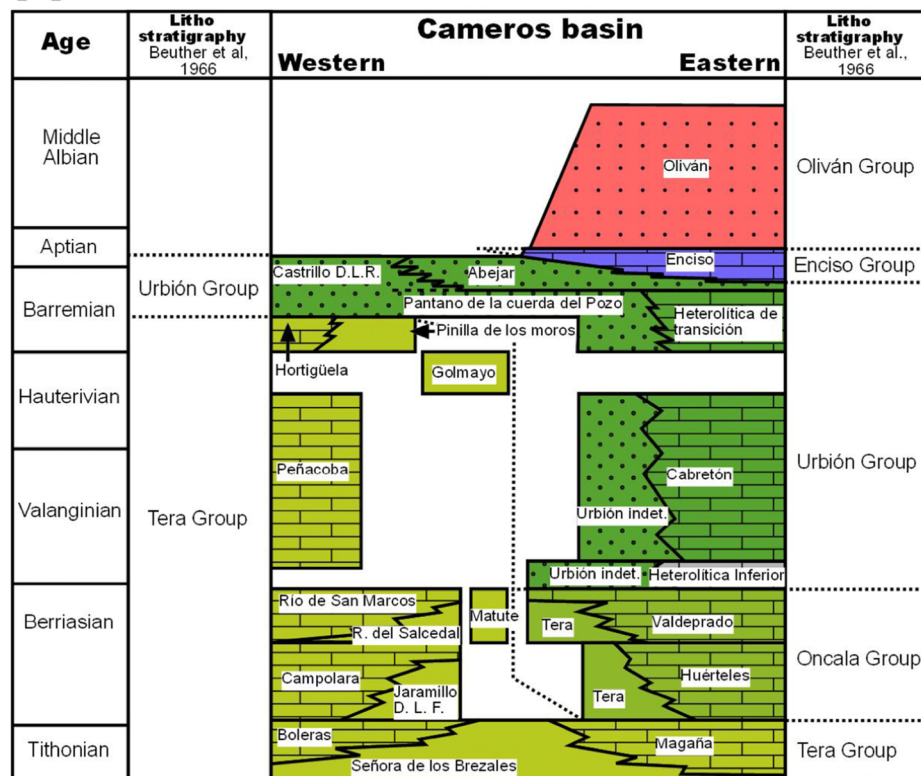 Age
Litho
stratigraphy
Beuther et al,
1966
Cameros basin
Western
Eastern
Litho
stratigraphy
Beuther et al.,
1966
Middle
Albian
Oliván
Oliván Group
Aptian
Enciso
Enciso Group
Castrillo D.L.R.
Abejar
Urbión Group
Barremian
Pantano de la cuerda del Pozo
Heterolítica de
transición
Pinilla de los moros
Hortigüela
Golmayo
Hauterivian
Peñacoba
Cabretón
Urbión Group
Valanginian
Tera Group
Urbión indet.
Urbión indet.
Heterolítica Inferior
Berriasian
Río de San Marcos
Matute
Tera
Valdeprado
R. del Salcedal
Oncala Group
Campolara
Jaramillo
D. L. F.
Tera
Huérteles
Tithonian
Boleras
Magaña
Tera Group
Señora de los Brezales